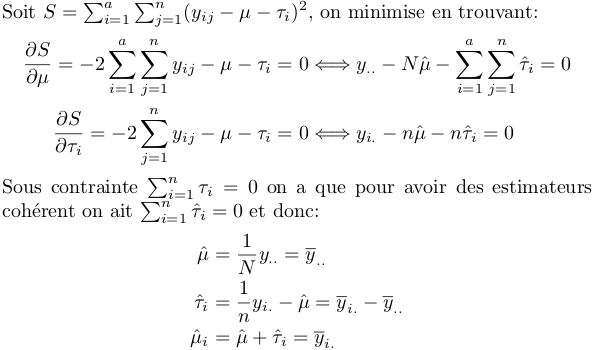 Soit $S = \sum_{i=1}^{a} \sum_{j=1}^{n} (y_{ij} - \mu - \tau_i)^2$, on minimise en trouvant:
$\frac{\partial S}{\partial \mu} = -2 \sum_{i=1}^{a} \sum_{j=1}^{n} y_{ij} - \mu - \tau_i = 0 \Longleftrightarrow y_{..} - N\hat{\mu} - \sum_{i=1}^{a} \sum_{j=1}^{n} \hat{\tau}_i = 0$
$\frac{\partial S}{\partial \tau_i} = -2 \sum_{j=1}^{n} y_{ij} - \mu - \tau_i = 0 \Longleftrightarrow y_{i.} - n\hat{\mu} - n\hat{\tau}_i = 0$
Sous contrainte $\sum_{i=1}^{n} \tau_i = 0$ on a que pour avoir des estimateurs
cohérent on ait $\sum_{i=1}^{n} \hat{\tau}_i = 0$ et donc:
$\hat{\mu} = \frac{1}{N} y_{..} = \overline{y}_{..}$
$\hat{\tau}_i = \frac{1}{n} y_{i.} - \hat{\mu} = \overline{y}_{i.} - \overline{y}_{..}$
$\hat{\mu}_i = \hat{\mu} + \hat{\tau}_i = \overline{y}_{i.}$